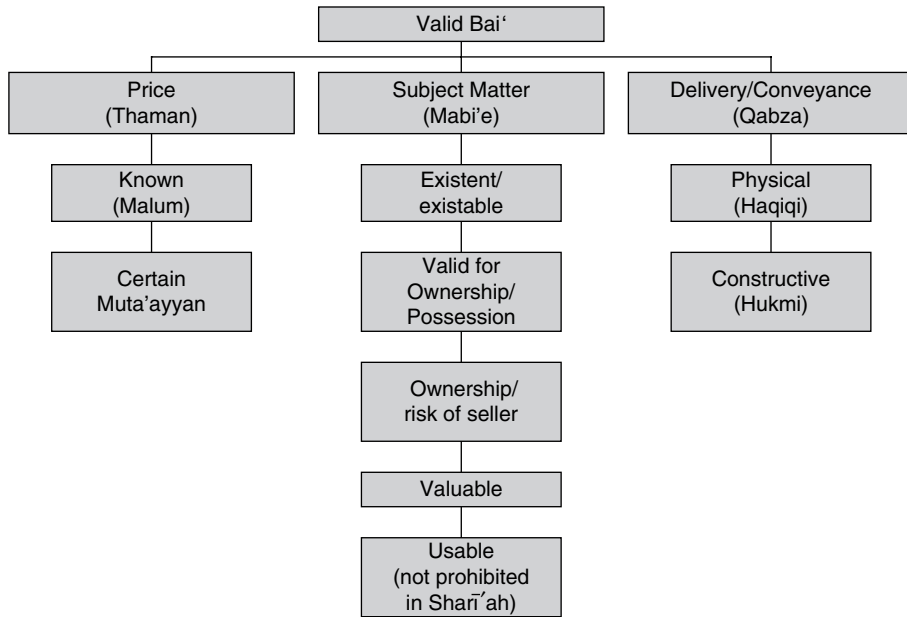 Valid Bai‘
Price
(Thaman)
Subject Matter
(Mabi’e)
Delivery/Conveyance
(Qabza)
Known
(Malum)
Existent/
existable
Physical
(Haqiqi)
Certain
Muta’ayyan
Valid for
Ownership/
Possession
Constructive
(Hukmi)
Ownership/
risk of seller
Valuable
Usable
(not prohibited
in Sharī′ah)